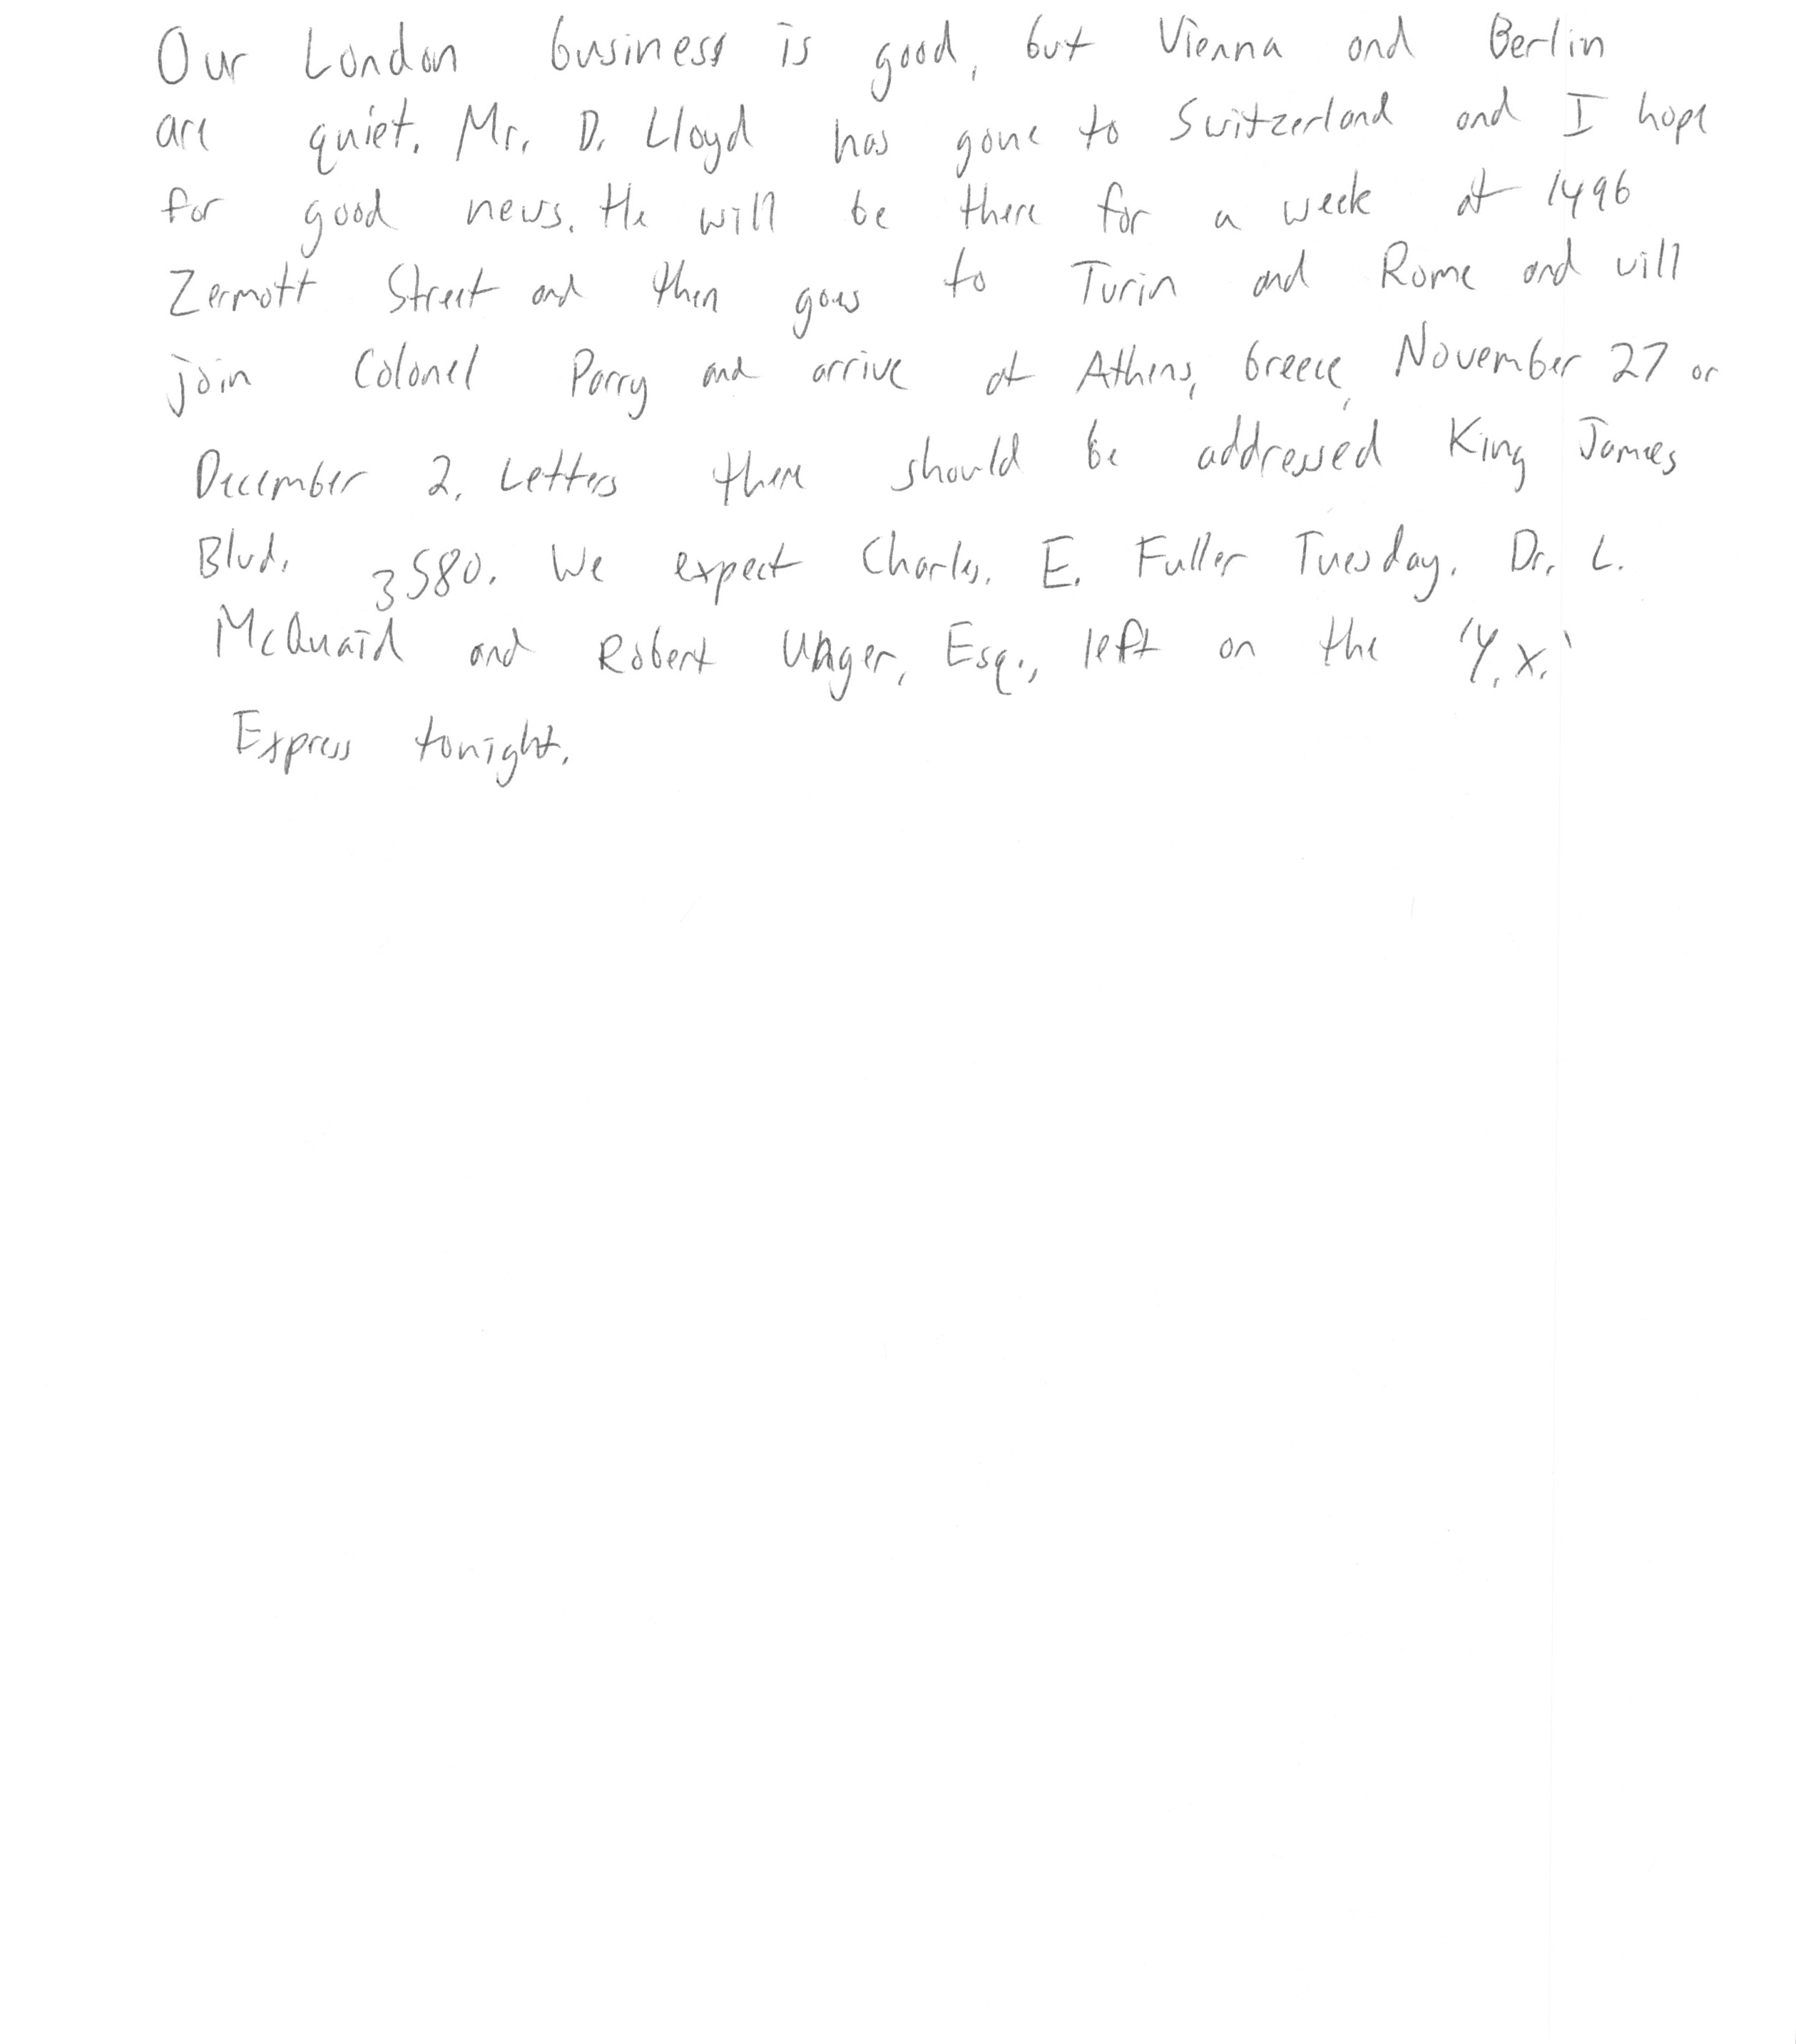 Our London business is good, but Vienna and Berlin
are quiet. Mr. D. Lloyd has gone to Switzerland and I hope
for good news. He will be there for a week at 1496
Zermott Street and then goes to Turin and Rome and will
join Colonel Parry and arrive at Athens, Greece, November 27 or
December 2. Letters there should be addressed King James
Blvd. 3580. We expect Charles. E. Fuller Tuesday. Dr. L.
McQuaid and Robert Unger, Esq., left on the 'Y.X.'
Express tonight.